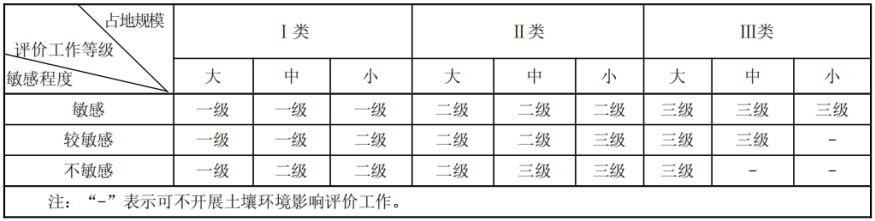 占地规模
评价工作等级
敏感程度
Ⅰ类 Ⅱ类 Ⅲ类
大 中 小 大 中 小 大 中 小
敏感 一级 一级 一级 二级 二级 二级 三级 三级 三级
较敏感 一级 一级 二级 二级 二级 三级 三级 三级 -
不敏感 一级 二级 二级 二级 三级 三级 三级 - -
注：“-”表示可不开展土壤环境影响评价工作。